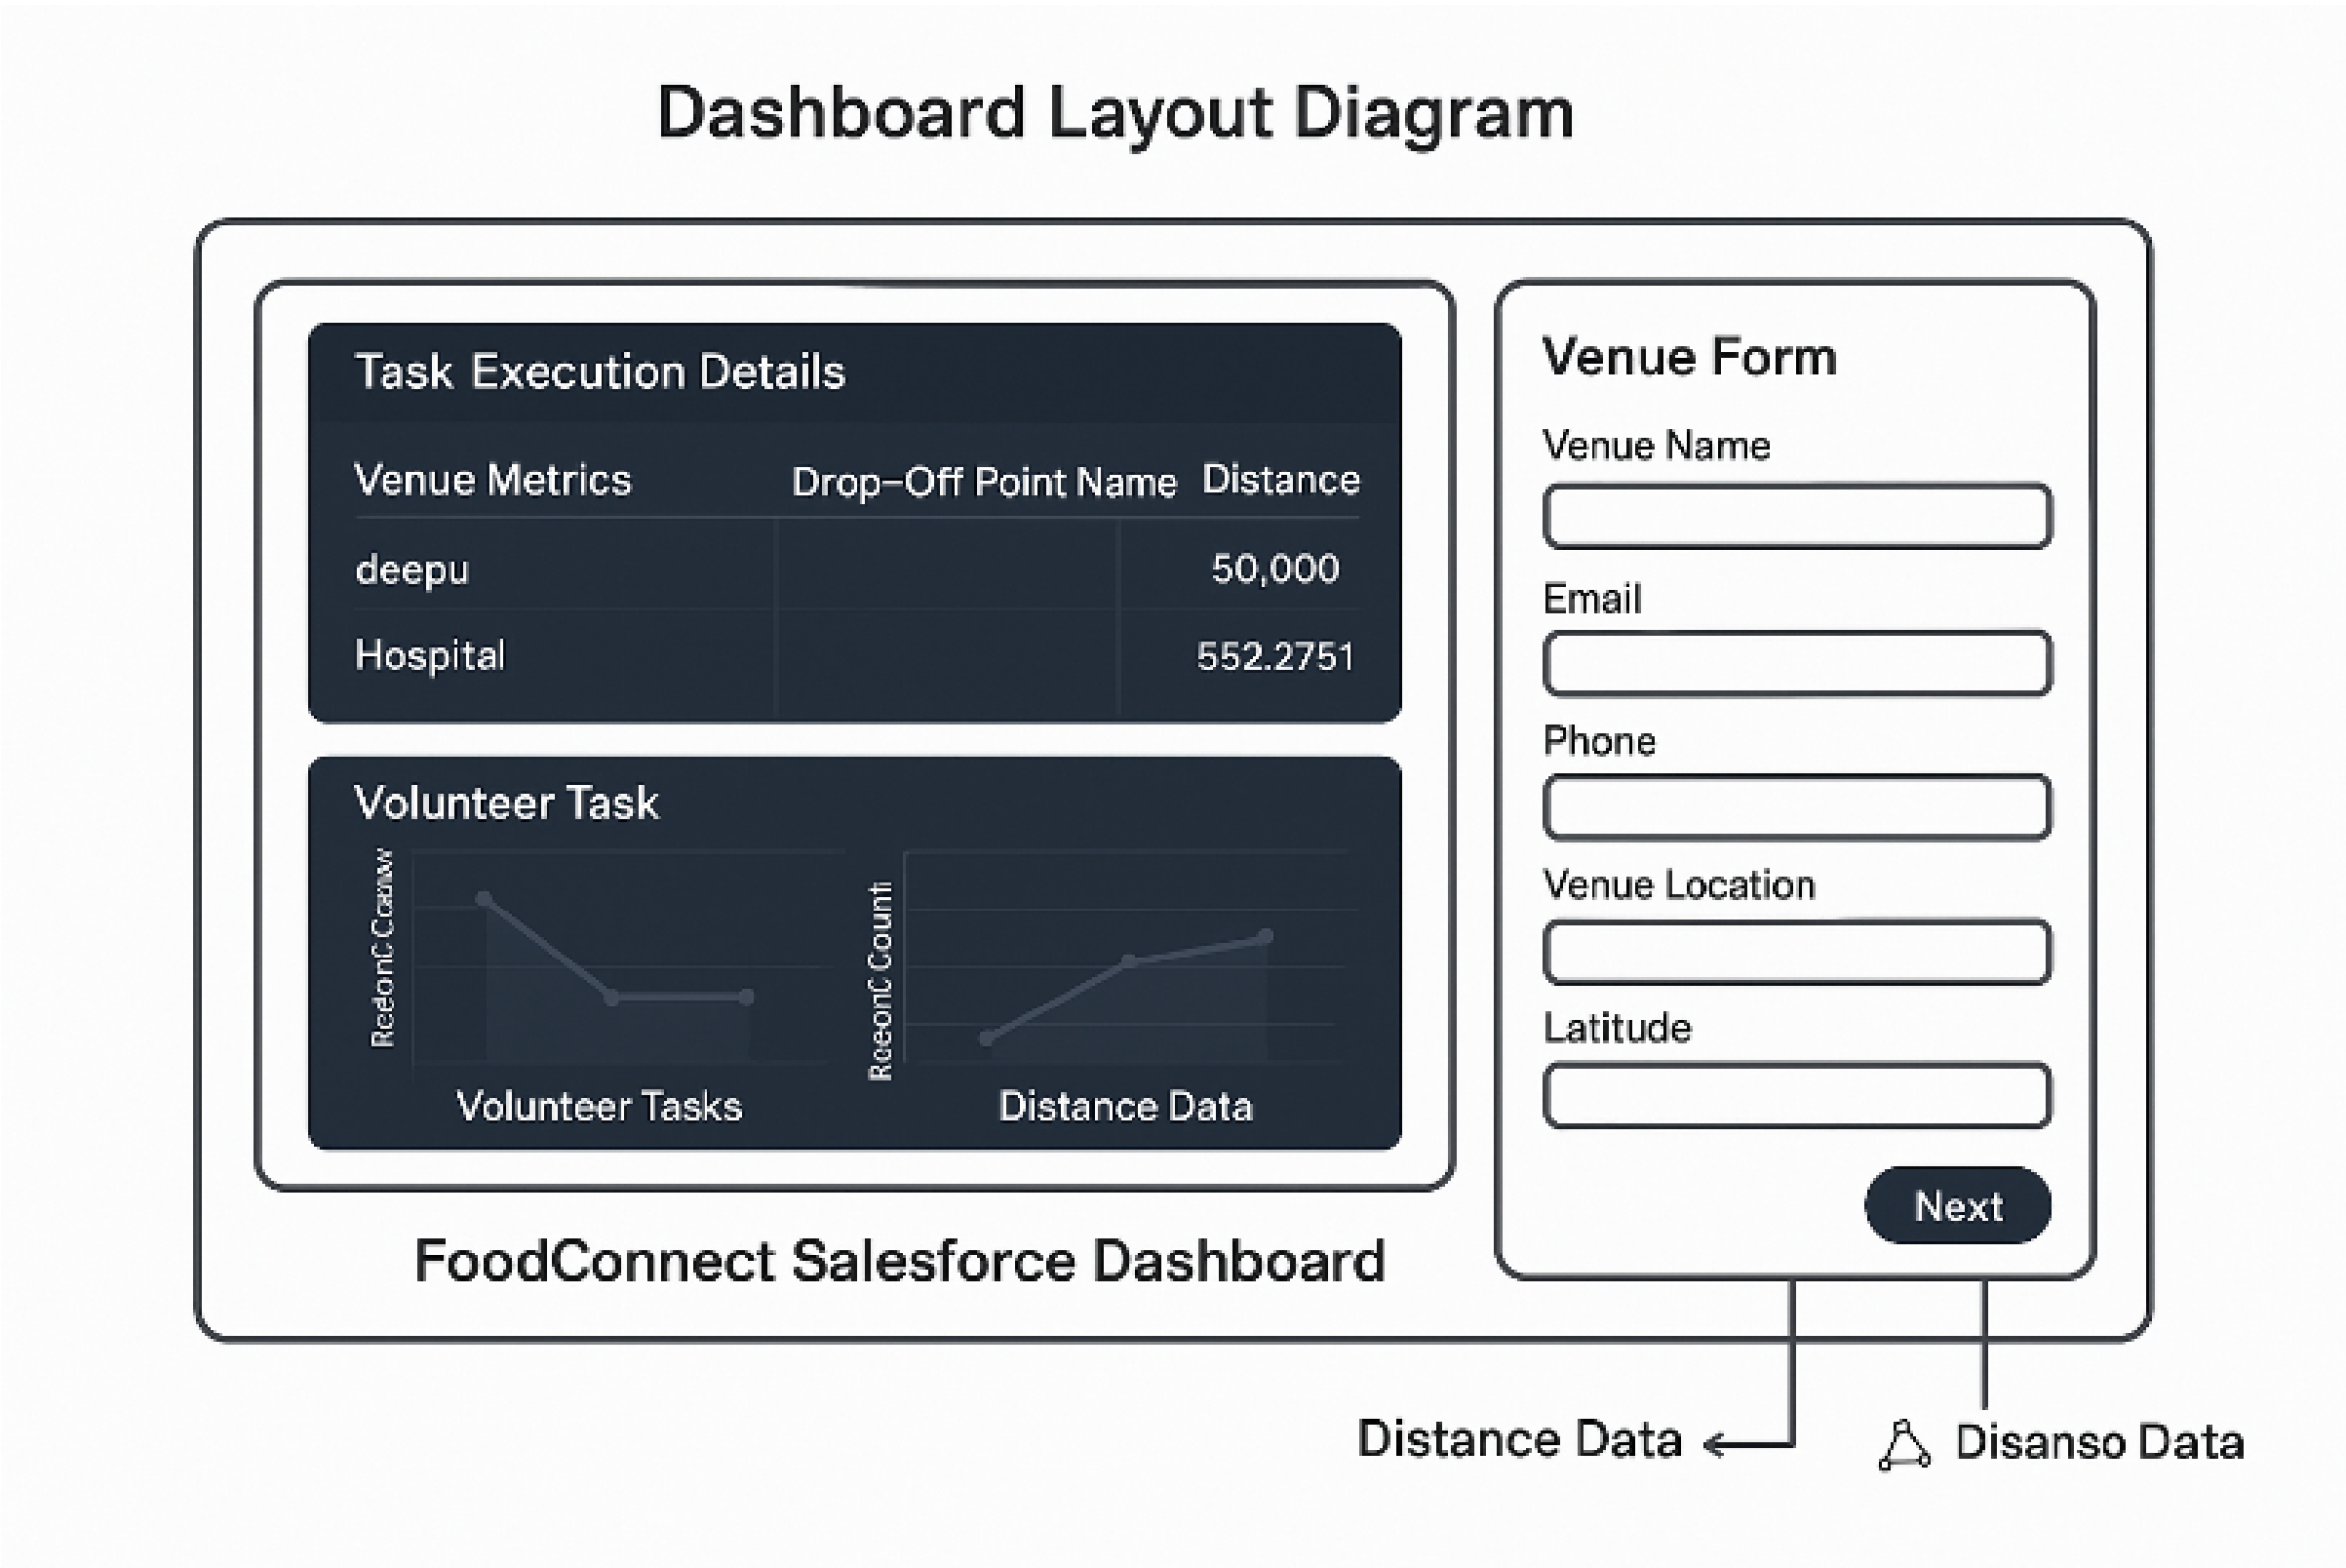 Dashboard Layout Diagram
Task Execution Details
Venue Metrics Drop-Off Point Name Distance
deepu 50,000
Hospital 552.2751
Volunteer Task
Count
Volunteer Tasks Distance Data
FoodConnect Salesforce Dashboard
Venue Form
Venue Name
Email
Phone
Venue Location
Latitude
Next
Distance Data
Disanso Data